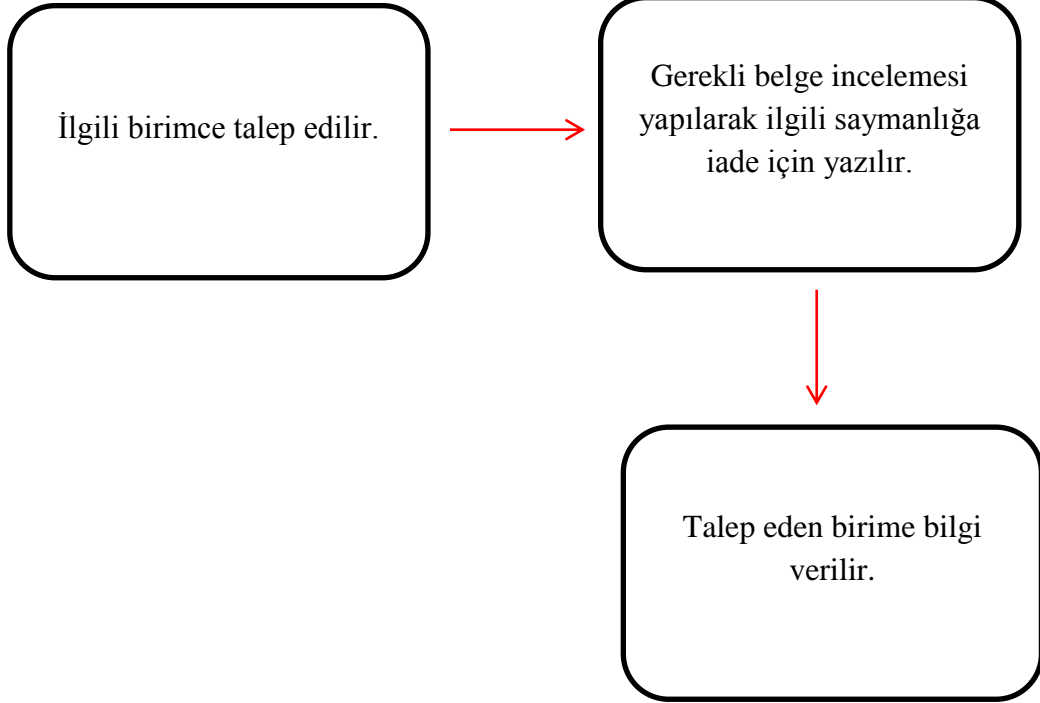 İlgili birimce talep edilir.
Gerekli belge incelemesi
yapılarak ilgili saymanlığa
iade için yazılır.
Talep eden birime bilgi
verilir.